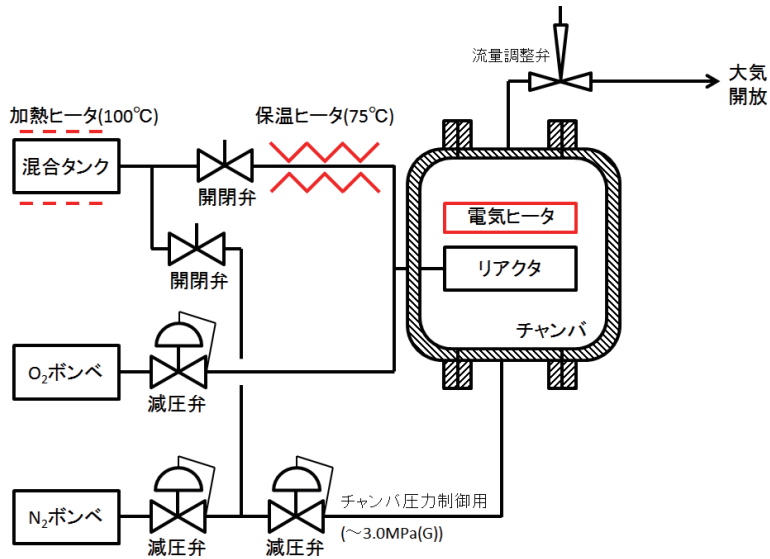 流量調整弁
大気
開放
加熱ヒータ(100℃)
保温ヒータ(75℃)
混合タンク
開閉弁
電気ヒータ
開閉弁
リアクタ
チャンバ
O₂ボンベ
減圧弁
チャンバ圧力制御用
N₂ボンベ
(～3.0MPa(G))
減圧弁
減圧弁